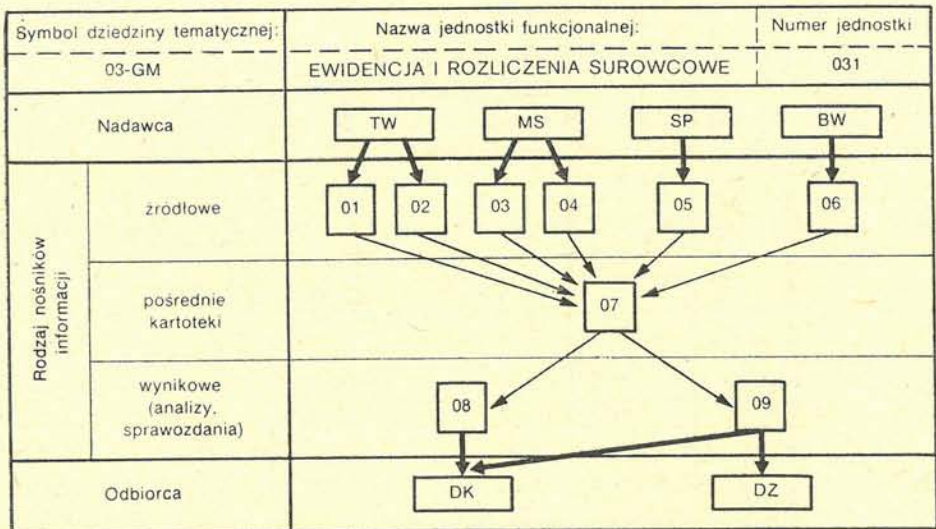 Symbol dziedziny tematycznej:
Nazwa jednostki funkcjonalnej:
Numer jednostki
03-GM
EWIDENCJA I ROZLICZENIA SUROWCOWE
031
Nadawca
TW
MS
SP
BW
Rodzaj nośników
informacji
źródłowe
01
02
03
04
05
06
pośrednie
kartoteki
07
wynikowe
(analizy,
sprawozdania)
08
09
Odbiorca
DK
DZ